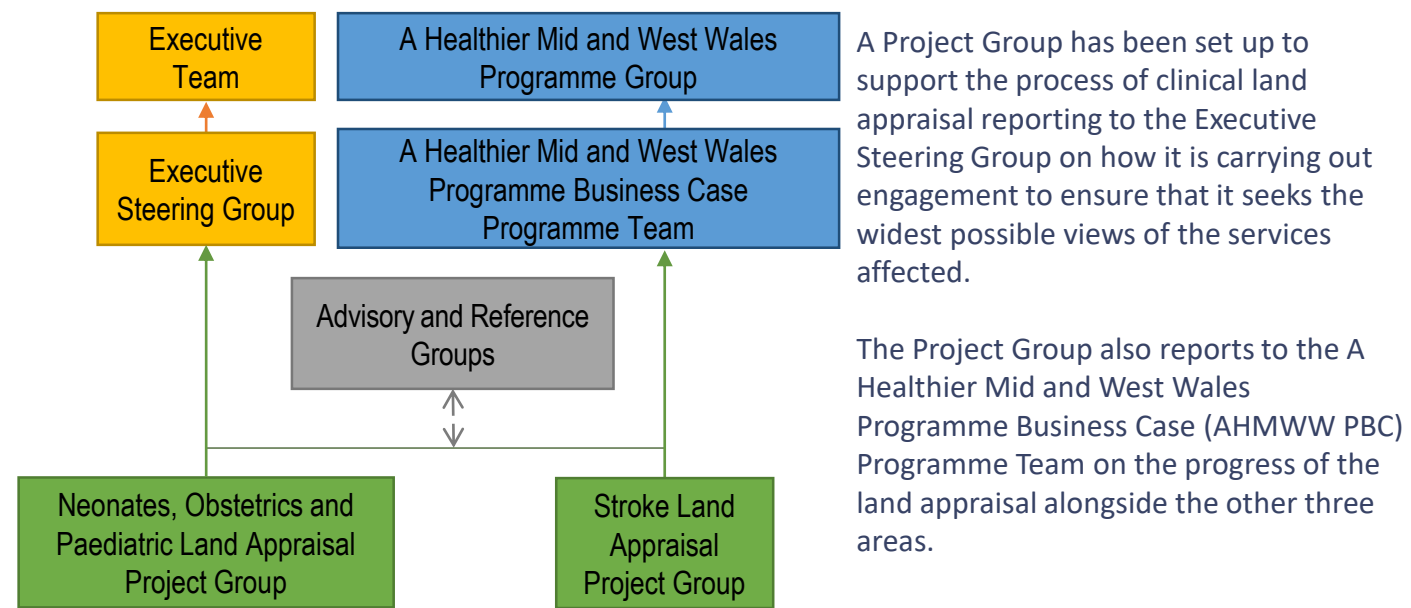 Executive
Team
A Healthier Mid and West Wales
Programme Group
Executive
Steering Group
A Healthier Mid and West Wales
Programme Business Case
Programme Team
Advisory and Reference
Groups
Neonates, Obstetrics and
Paediatric Land Appraisal
Project Group
Stroke Land
Appraisal
Project Group
A Project Group has been set up to
support the process of clinical land
appraisal reporting to the Executive
Steering Group on how it is carrying out
engagement to ensure that it seeks the
widest possible views of the services
affected.
The Project Group also reports to the A
Healthier Mid and West Wales
Programme Business Case (AHMWW PBC)
Programme Team on the progress of the
land appraisal alongside the other three
areas.